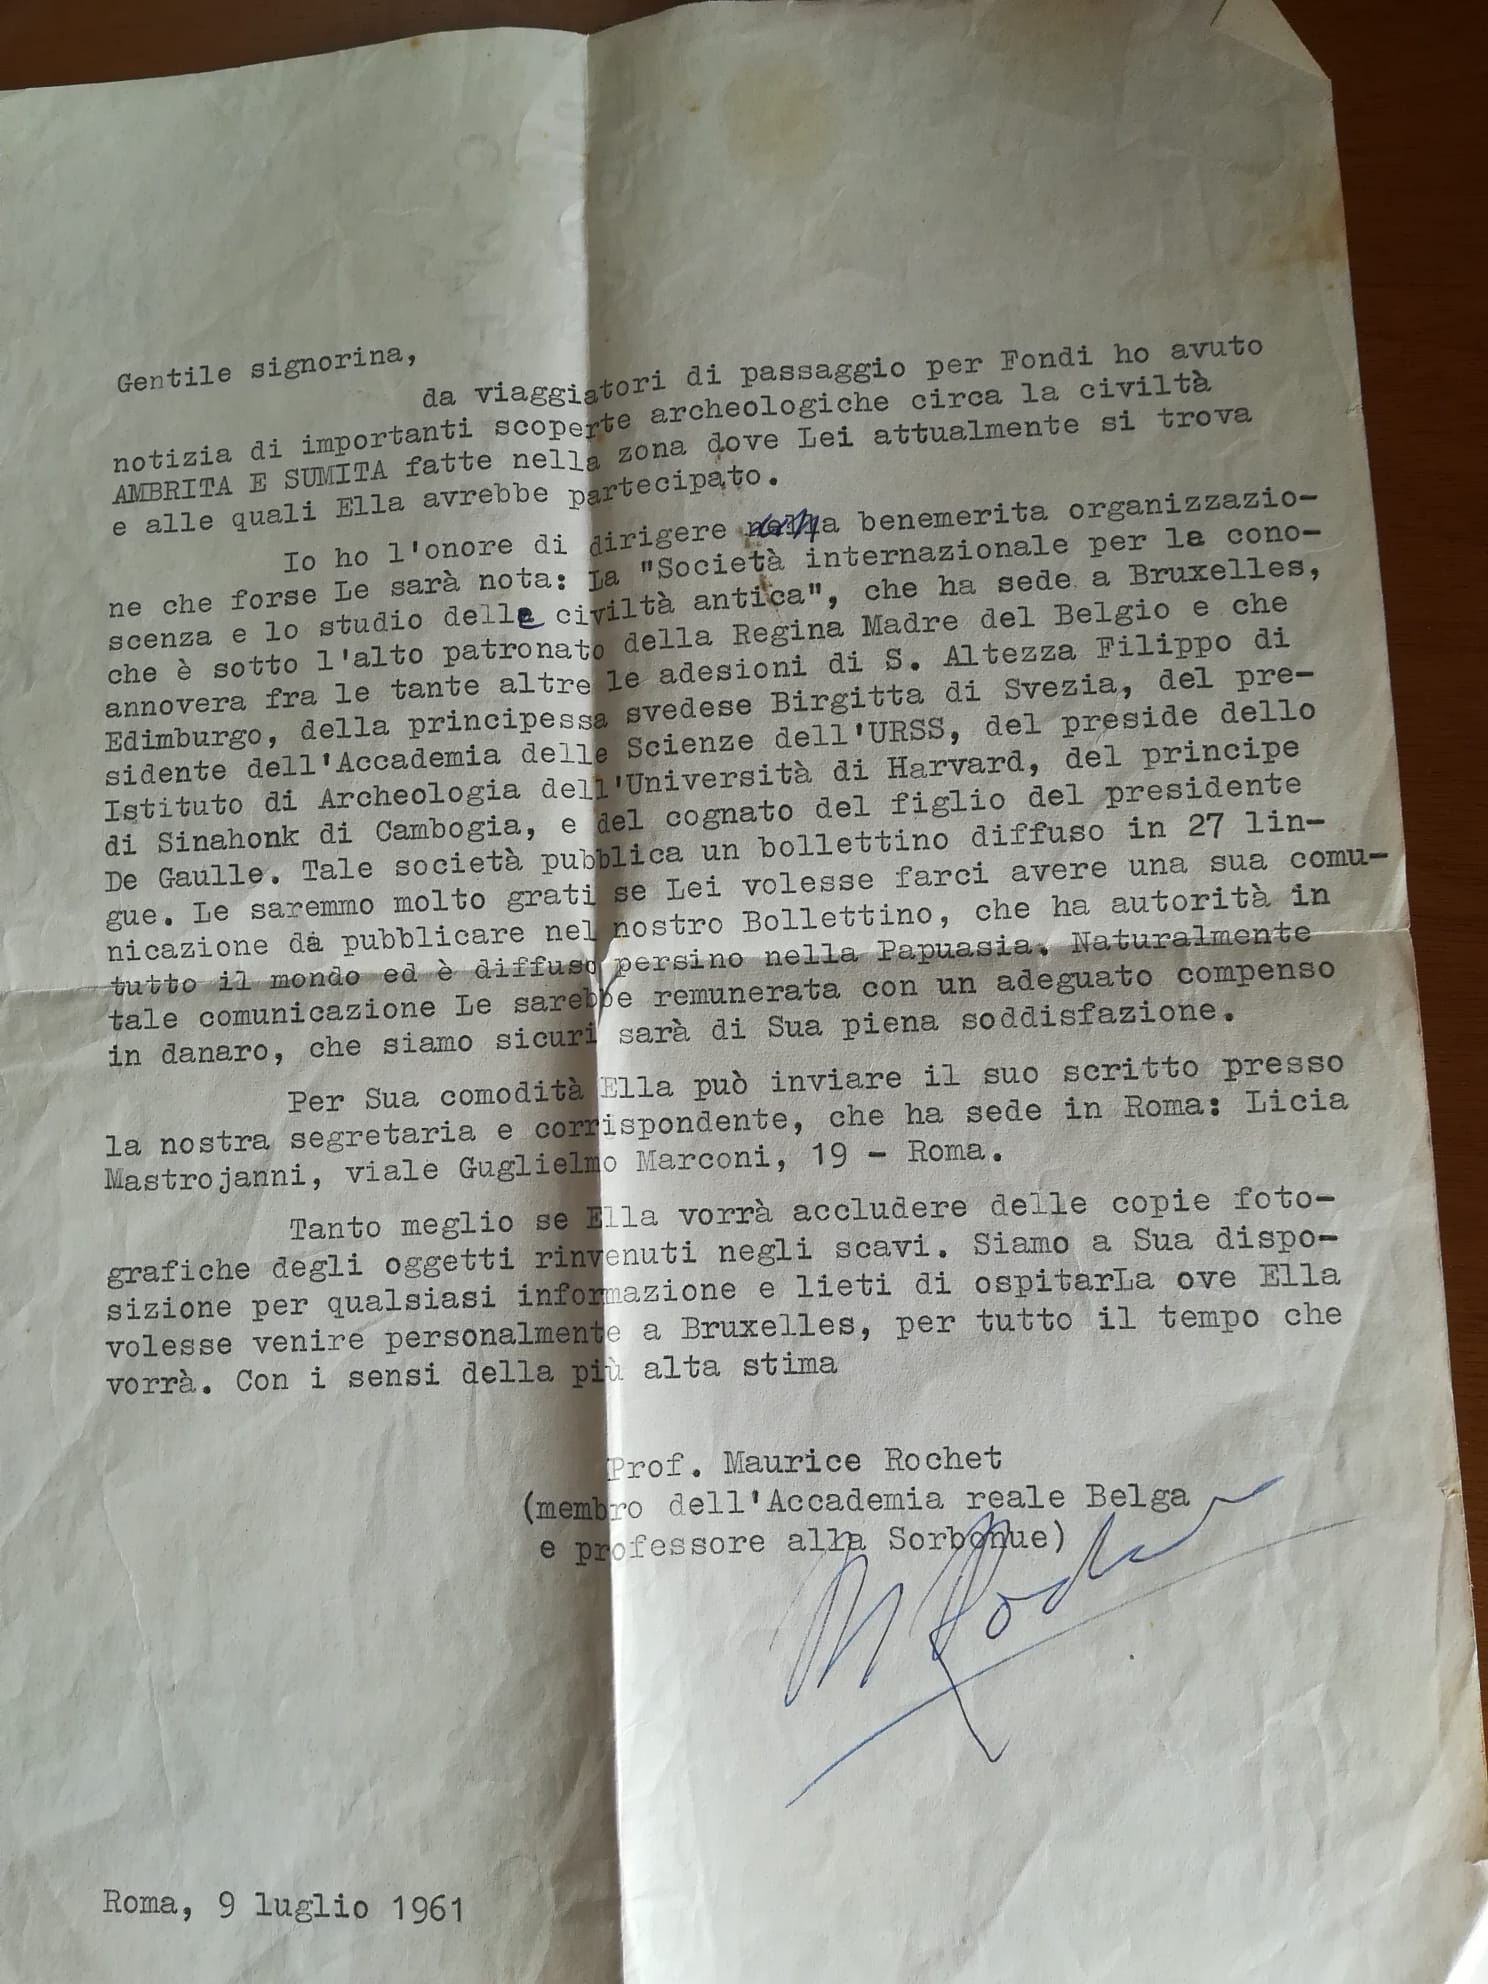 Gentile signorina,
da viaggiatori di passaggio per Fondi ho avuto
notizia di importanti scoperte archeologiche circa la civiltà
AMBRITA E SUMITA fatte nella zona dove Lei attualmente si trova
e alle quali Ella avrebbe partecipato.
Io ho l'onore di dirigere una benemerita organizzazio-
ne che forse Le sarà nota: La "Società internazionale per la cono-
scenza e lo studio delle civiltà antica", che ha sede a Bruxelles,
che è sotto l'alto patronato della Regina Madre del Belgio e che
annovera fra le tante altre le adesioni di S. Altezza Filippo di
Edimburgo, della principessa svedese Birgitta di Svezia, del pre-
sidente dell'Accademia delle Scienze dell'URSS, del preside dello
Istituto di Archeologia dell'Università di Harvard, del principe
di Sinahonk di Cambogia, e del cognato del figlio del presidente
De Gaulle. Tale società pubblica un bollettino diffuso in 27 lin-
gue. Le saremmo molto grati se Lei volesse farci avere una sua comu-
nicazione da pubblicare nel nostro Bollettino, che ha autorità in
tutto il mondo ed è diffuso persino nella Papuasia. Naturalmente
tale comunicazione Le sarebbe remunerata con un adeguato compenso
in danaro, che siamo sicuri sarà di Sua piena soddisfazione.
Per Sua comodità Ella può inviare il suo scritto presso
la nostra segretaria e corrispondente, che ha sede in Roma: Licia
Mastrojanni, viale Guglielmo Marconi, 19 - Roma.
Tanto meglio se Ella vorrà accludere delle copie foto-
grafiche degli oggetti rinvenuti negli scavi. Siamo a Sua dispo-
sizione per qualsiasi informazione e lieti di ospitarLa ove Ella
volesse venire personalmente a Bruxelles, per tutto il tempo che
vorrà. Con i sensi della più alta stima
Prof. Maurice Rochet
(membro dell'Accademia reale Belga
e professore alla Sorbonue)
M Rochet
Roma, 9 luglio 1961